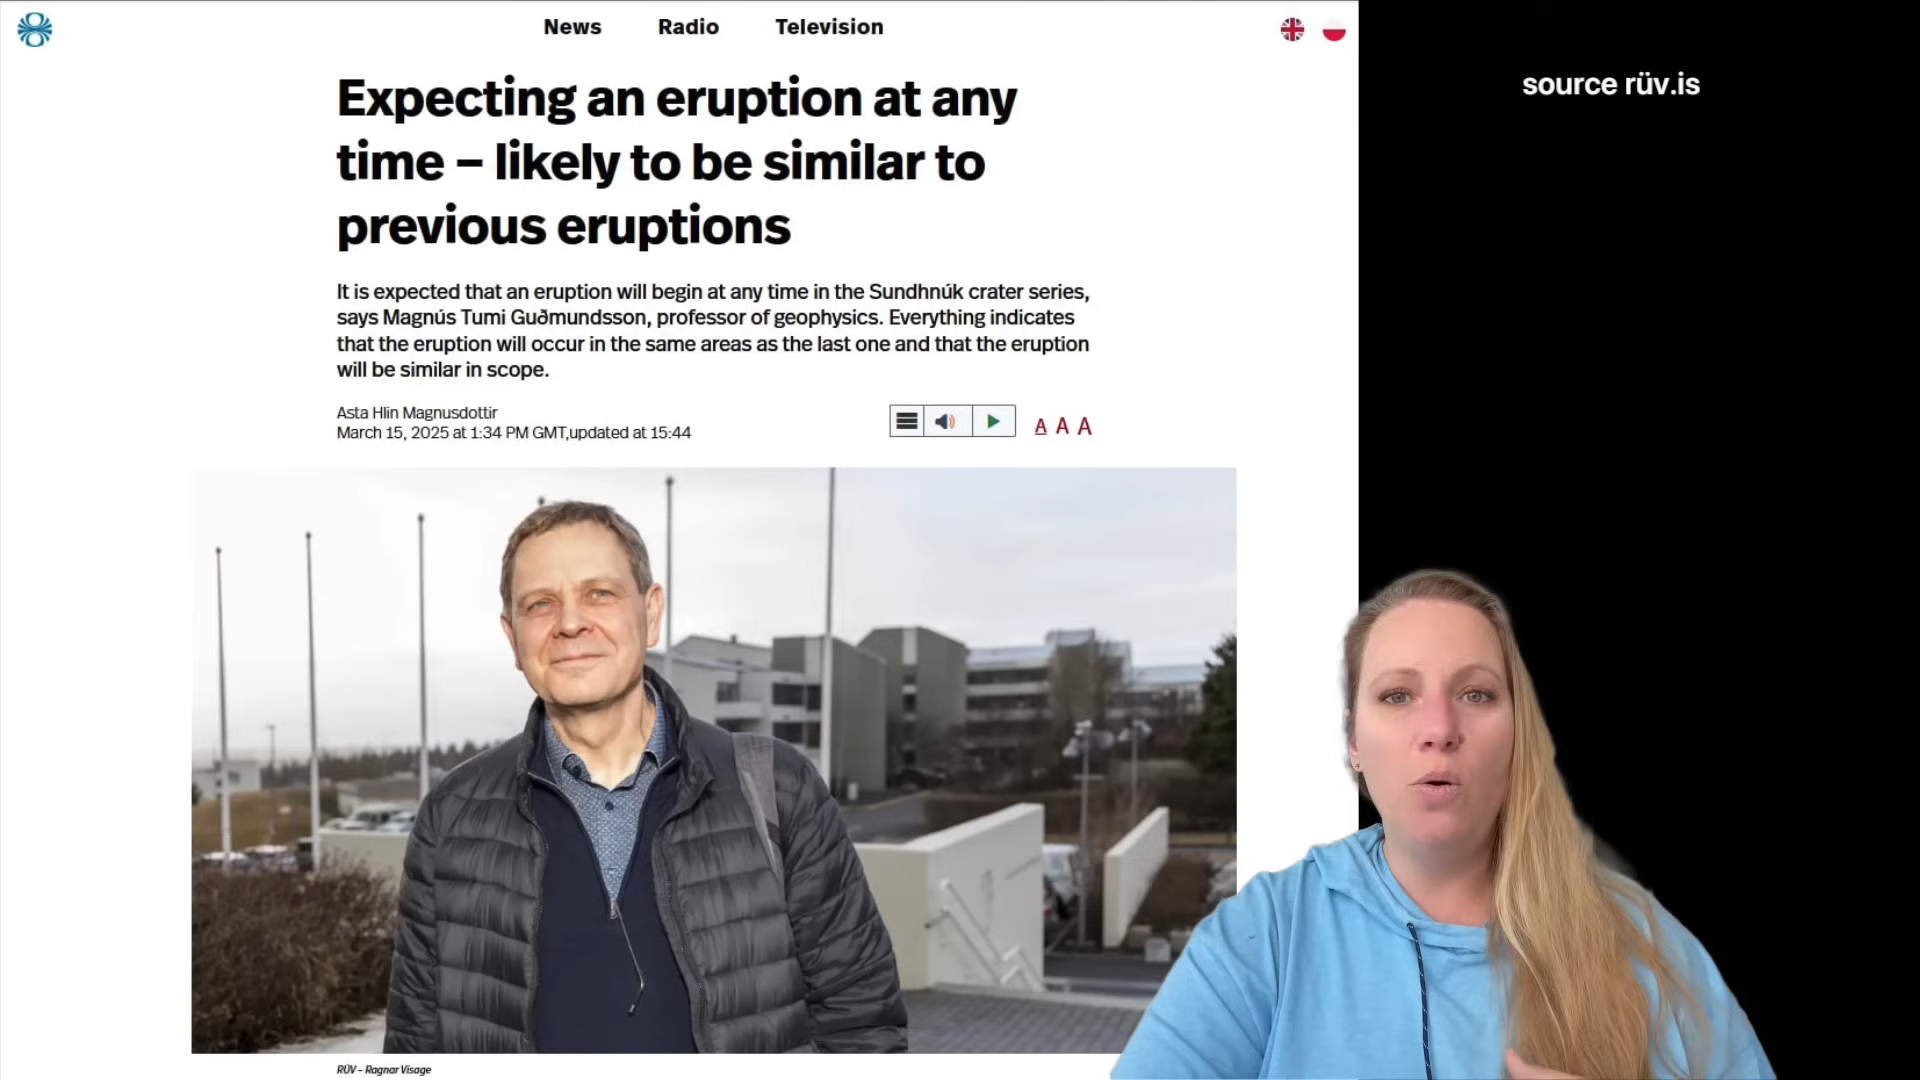 News Radio Television
source rüv.is
Expecting an eruption at any
time – likely to be similar to
previous eruptions
It is expected that an eruption will begin at any time in the Sundhnúk crater series,
says Magnús Tumi Guðmundsson, professor of geophysics. Everything indicates
that the eruption will occur in the same areas as the last one and that the eruption
will be similar in scope.
Asta Hlin Magnusdottir
March 15, 2025 at 1:34 PM GMT,updated at 15:44
A A A
RÚV – Ragnar Visage